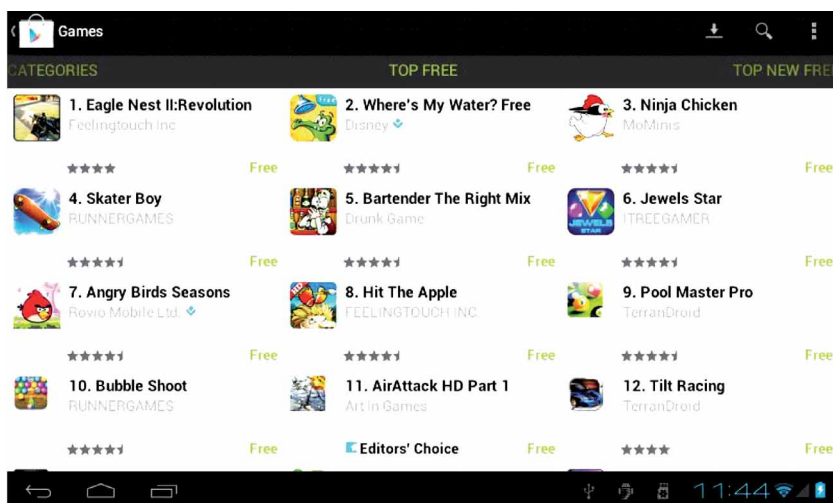 Games
CATEGORIES
TOP FREE
TOP NEW FRE
1. Eagle Nest II:Revolution
Feelingtouch Inc
Free
2. Where's My Water? Free
Disney
Free
3. Ninja Chicken
MoMinis
Free
4. Skater Boy
RUNNERGAMES
Free
5. Bartender The Right Mix
Drunk Game
Free
6. Jewels Star
ITREEGAMER
Free
7. Angry Birds Seasons
Rovio Mobile Ltd.
Free
8. Hit The Apple
FEELINGTOUCH INC.
Free
9. Pool Master Pro
TerranDroid
Free
10. Bubble Shoot
RUNNERGAMES
Free
11. AirAttack HD Part 1
Art In Games
Editors' Choice
Free
12. Tilt Racing
TerranDroid
Free
Free
JEWELS
STAR
11:44